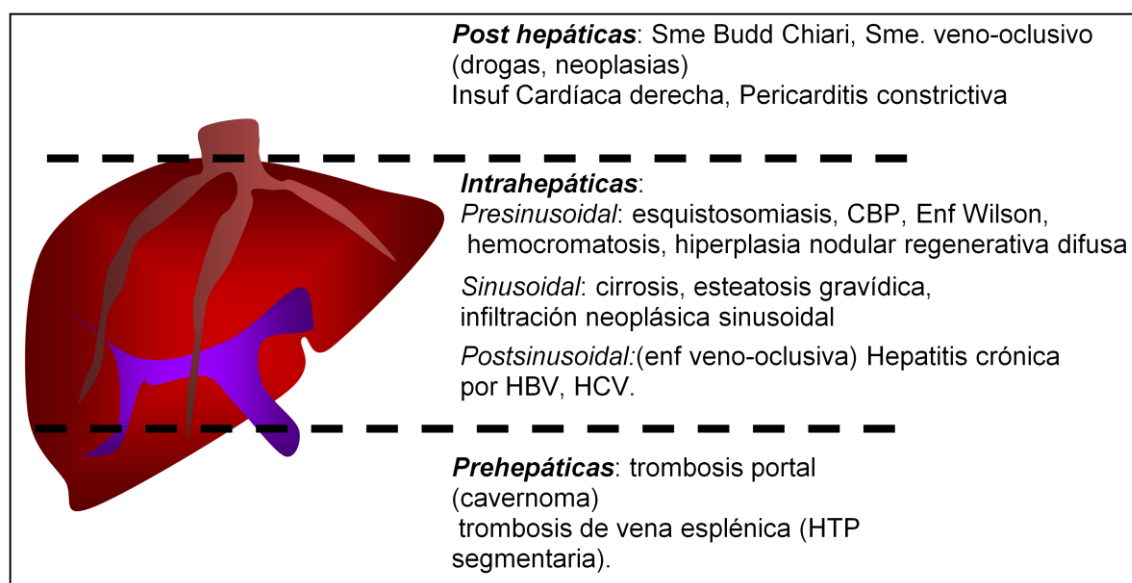 Post hepáticas: Sme Budd Chiari, Sme. veno-oclusivo
(drogas, neoplasias)
Insuf Cardíaca derecha, Pericarditis constrictiva
Intrahepáticas:
Presinusoidal: esquistosomiasis, CBP, Enf Wilson,
hemocromatosis, hiperplasia nodular regenerativa difusa
Sinusoidal: cirrosis, esteatosis gravídica,
infiltración neoplásica sinusoidal
Postsinusoidal:(enf veno-oclusiva) Hepatitis crónica
por HBV, HCV.
Prehepáticas: trombosis portal
(cavernoma)
trombosis de vena esplénica (HTP
segmentaria).